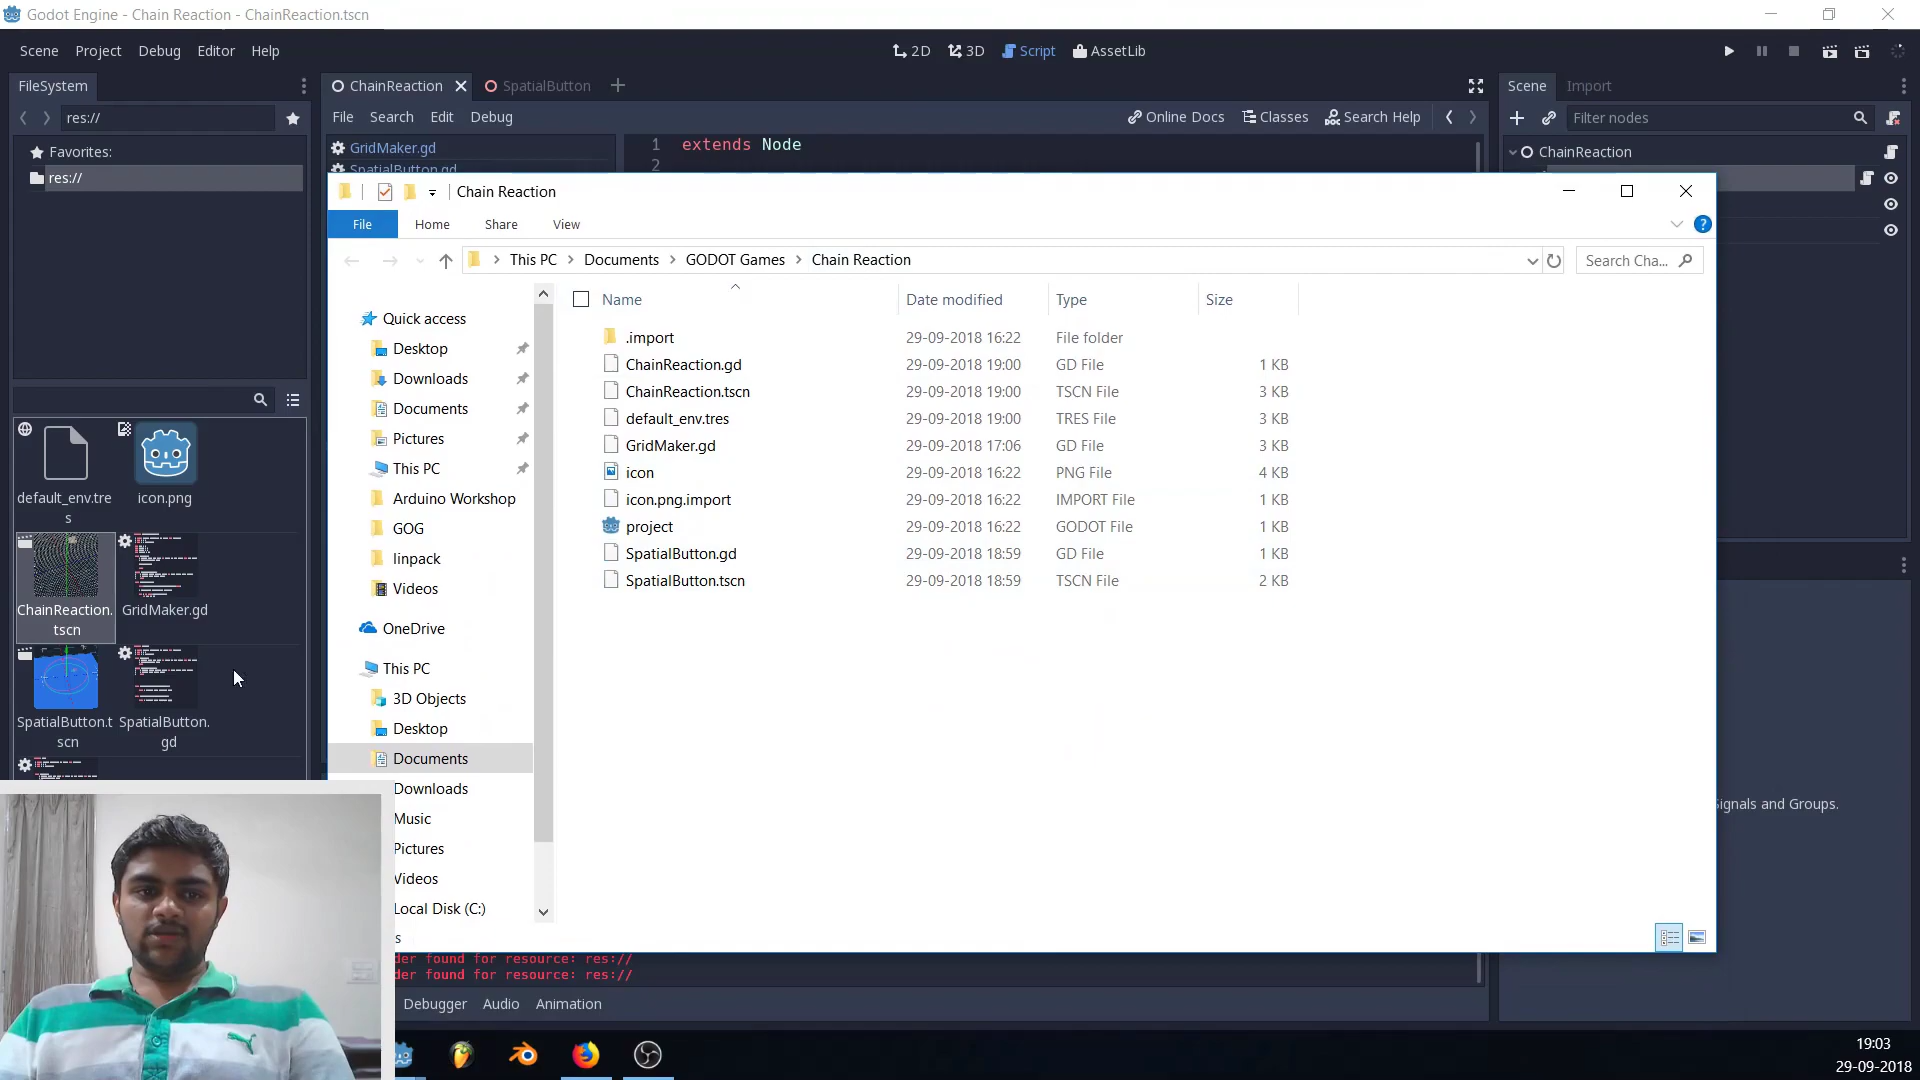 Godot Engine - Chain Reaction - ChainReaction.tscn
Scene Project Debug Editor Help
2D 3D Script AssetLib
FileSystem
res://
Favorites:
res://
default_env.tre
s
icon.png
ChainReaction.
tscn
GridMaker.gd
SpatialButton.t
scn
SpatialButton.
gd
ChainReaction SpatialButton
File Search Edit Debug
Online Docs Classes Search Help
GridMaker.gd
SpatialButton.gd
1 extends Node
2
Scene Import
Filter nodes
ChainReaction
Chain Reaction
File Home Share View
This PC Documents GODOT Games Chain Reaction
Search Cha...
Quick access
Desktop
Downloads
Documents
Pictures
This PC
Arduino Workshop
GOG
linpack
Videos
OneDrive
This PC
3D Objects
Desktop
Documents
Downloads
Music
Pictures
Videos
Local Disk (C:)
s
Name Date modified Type Size
.import 29-09-2018 16:22 File folder
ChainReaction.gd 29-09-2018 19:00 GD File 1 KB
ChainReaction.tscn 29-09-2018 19:00 TSCN File 3 KB
default_env.tres 29-09-2018 19:00 TRES File 3 KB
GridMaker.gd 29-09-2018 17:06 GD File 3 KB
icon 29-09-2018 16:22 PNG File 4 KB
icon.png.import 29-09-2018 16:22 IMPORT File 1 KB
project 29-09-2018 16:22 GODOT File 1 KB
SpatialButton.gd 29-09-2018 18:59 GD File 1 KB
SpatialButton.tscn 29-09-2018 18:59 TSCN File 2 KB
Signals and Groups.
der found for resource: res://
der found for resource: res://
Debugger Audio Animation
19:03
29-09-2018